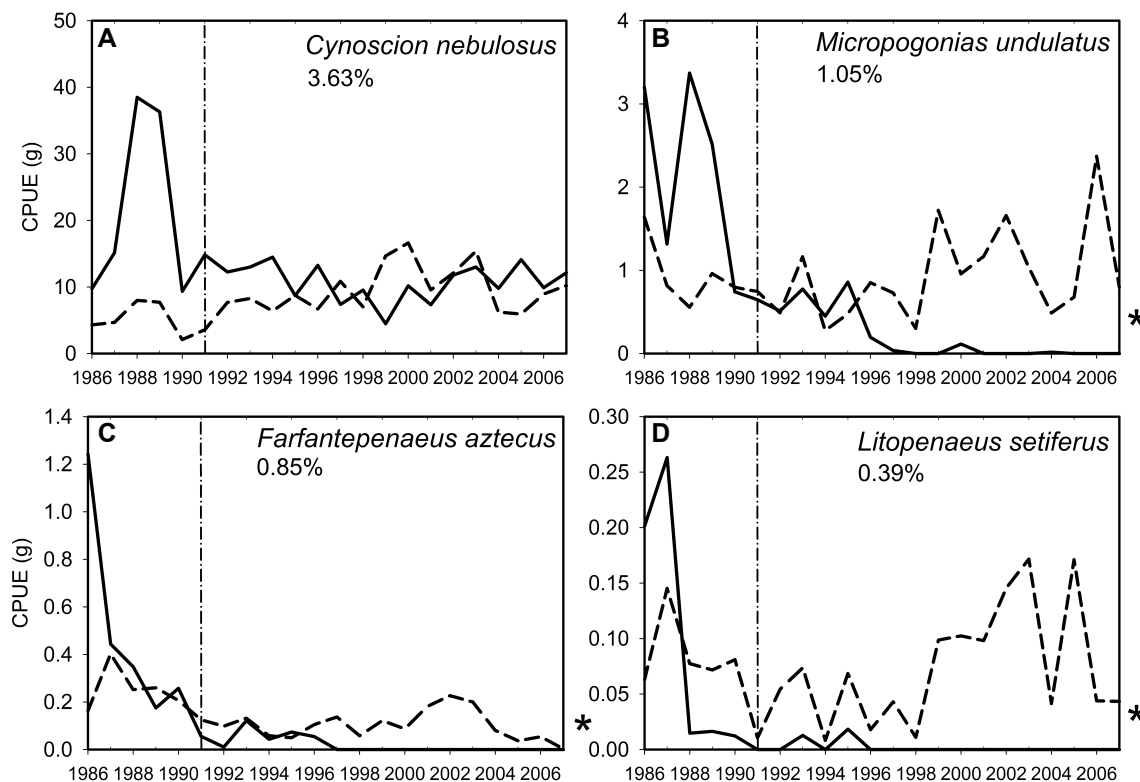 A
Cynoscion nebulosus
3.63%
CPUE (g)
50
40
30
20
10
0
1986 1988 1990 1992 1994 1996 1998 2000 2002 2004 2006
B
Micropogonias undulatus
1.05%
4
3
2
1
0
*
1986 1988 1990 1992 1994 1996 1998 2000 2002 2004 2006
C
Farfantepenaeus aztecus
0.85%
CPUE (g)
1.4
1.2
1.0
0.8
0.6
0.4
0.2
0.0
*
1986 1988 1990 1992 1994 1996 1998 2000 2002 2004 2006
D
Litopenaeus setiferus
0.39%
0.30
0.25
0.20
0.15
0.10
0.05
0.00
*
1986 1988 1990 1992 1994 1996 1998 2000 2002 2004 2006